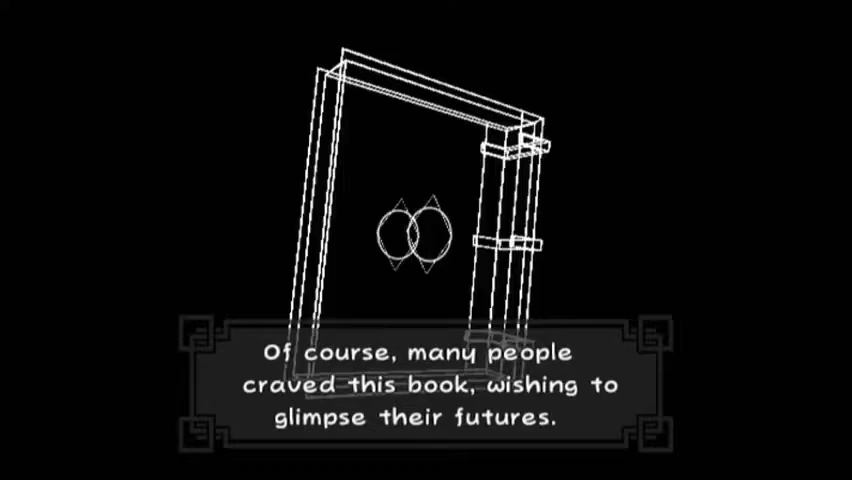 Of course, many people
craved this book, wishing to
glimpse their futures.